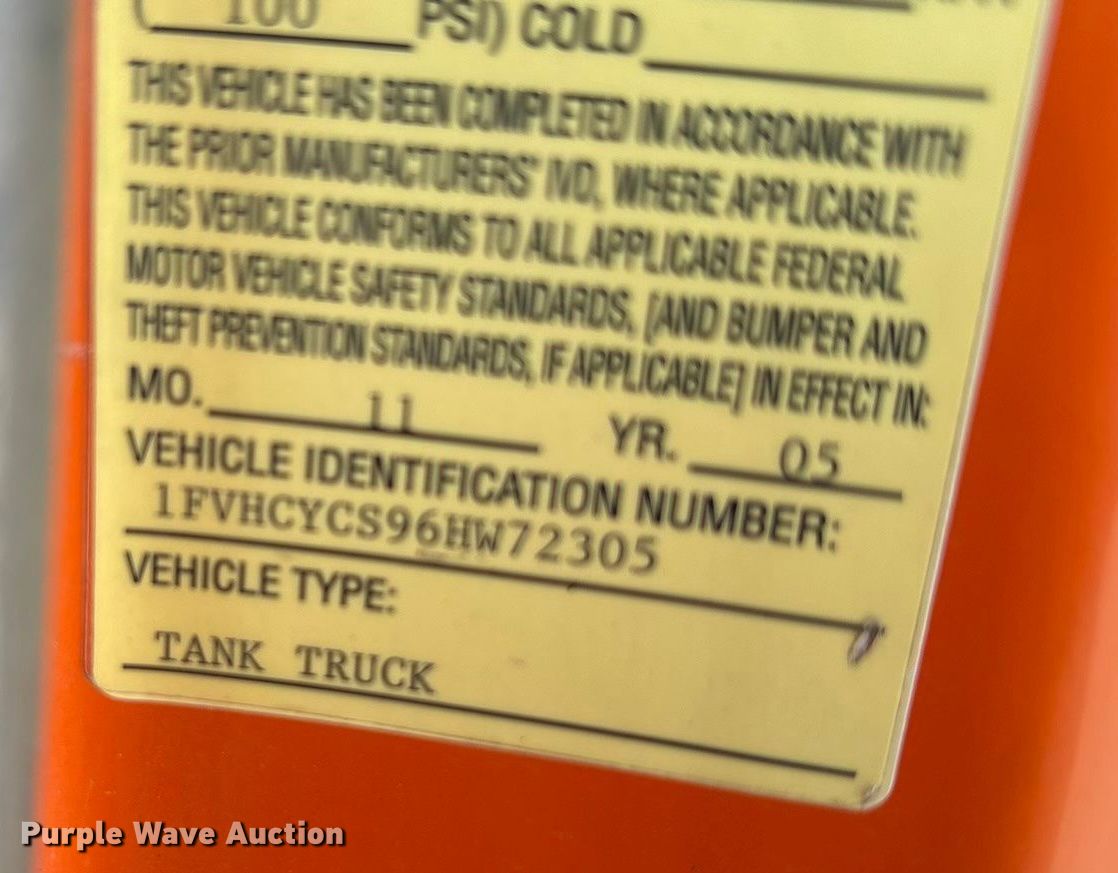 ( 100 PSI) COLD
THIS VEHICLE HAS BEEN COMPLETED IN ACCORDANCE WITH
THE PRIOR MANUFACTURERS' IVD, WHERE APPLICABLE.
THIS VEHICLE CONFORMS TO ALL APPLICABLE FEDERAL
MOTOR VEHICLE SAFETY STANDARDS, [AND BUMPER AND
THEFT PREVENTION STANDARDS, IF APPLICABLE] IN EFFECT IN:
MO. 11 YR. 05
VEHICLE IDENTIFICATION NUMBER:
1FVHCYCS96HW72305
VEHICLE TYPE:
TANK TRUCK
Purple Wave Auction